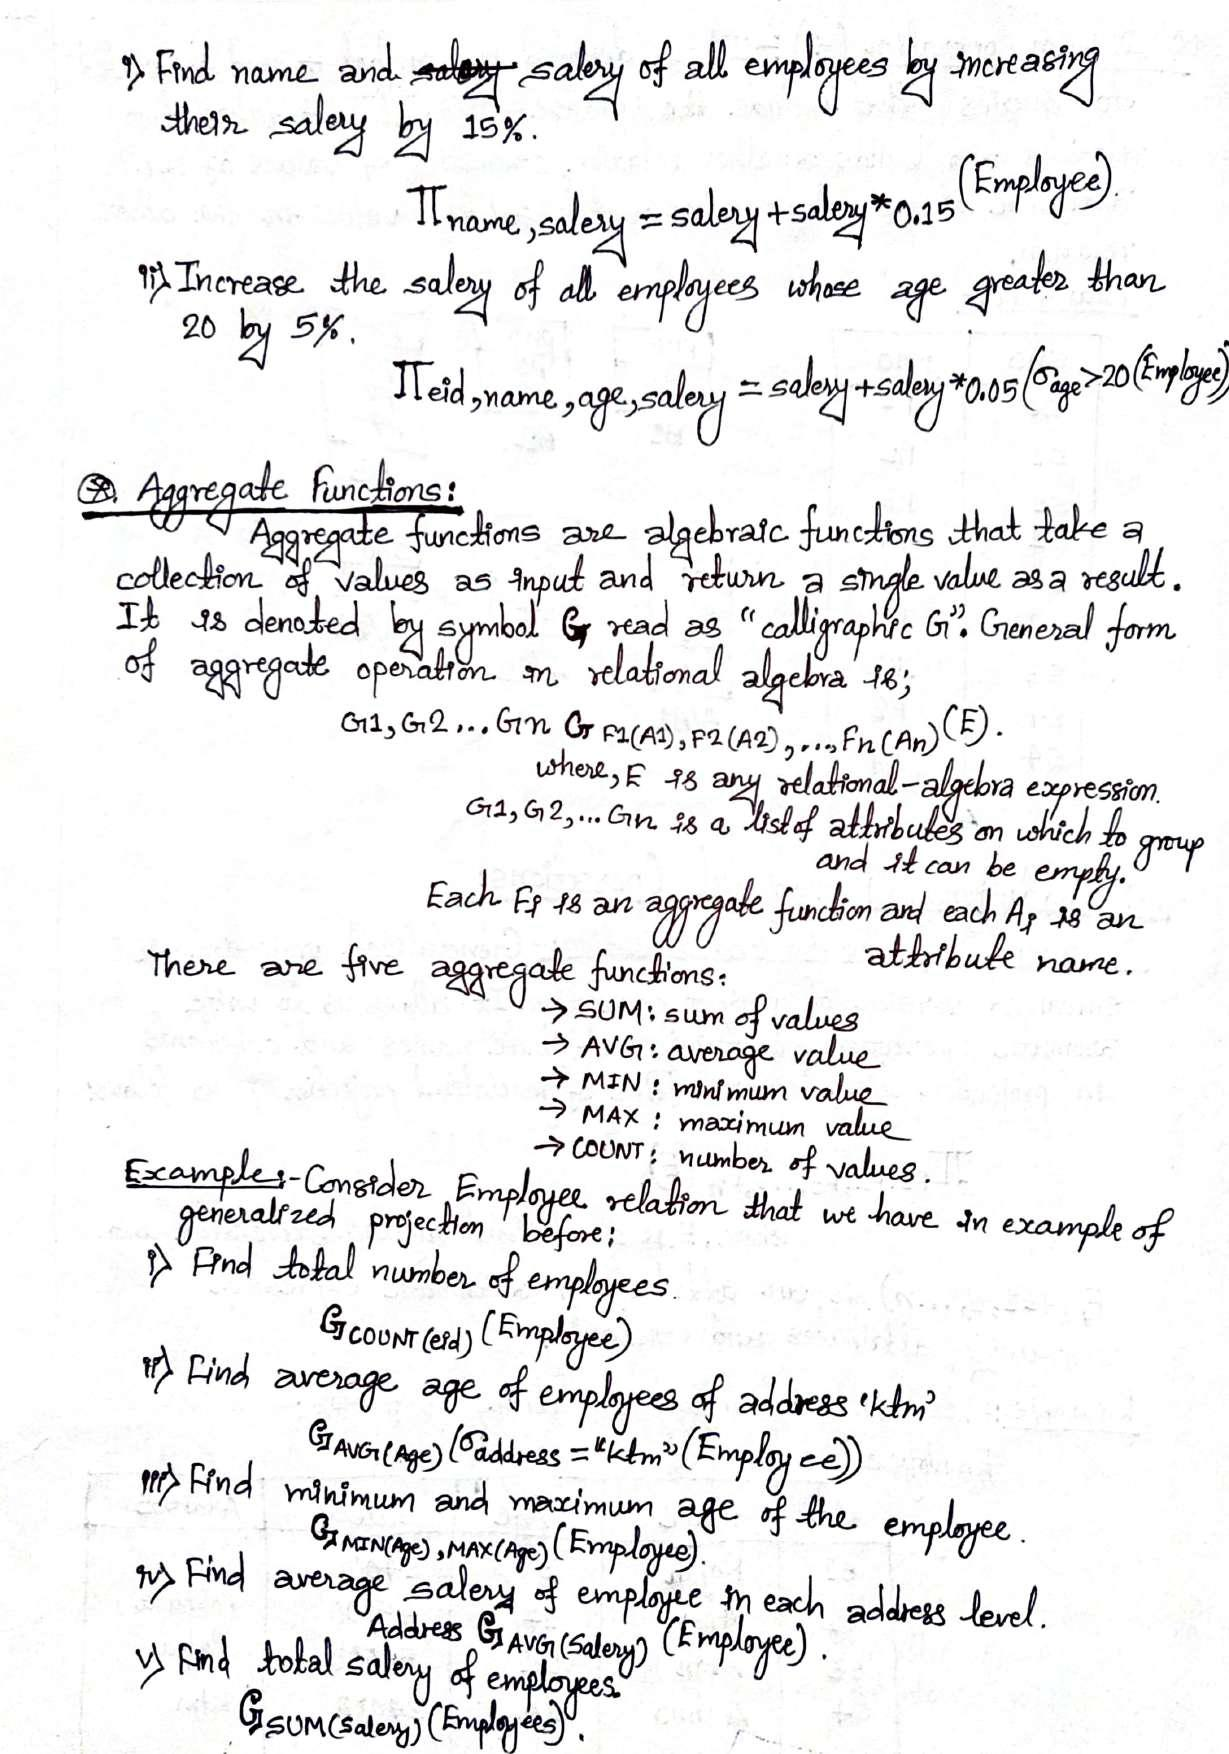 i) Find name and salery of all employees by increasing
their salery by 15%.
Π name, salery = salery + salery * 0.15 (Employee).
ii) Increase the salery of all employees whose age greater than
20 by 5%.
Π eid, name, age, salery = salery + salery * 0.05 (σ age > 20 (Employee)
⊛. Aggregate Functions:
Aggregate functions are algebraic functions that take a
collection of values as input and return a single value as a result.
It is denoted by symbol G read as "calligraphic G". General form
of aggregate operation in relational algebra is;
G1, G2 ... Gn G F1(A1), F2(A2), ..., Fn(An) (E).
where, E is any relational-algebra expression.
G1, G2, ... Gn is a list of attributes on which to group
and it can be empty.
Each Fi is an aggregate function and each Ai is an
attribute name.
There are five aggregate functions:
→ SUM: sum of values
→ AVG: average value
→ MIN: minimum value
→ MAX: maximum value
→ COUNT: number of values.
Example:- Consider Employee relation that we have in example of
generalized projection before;
i) Find total number of employees.
G COUNT(eid) (Employee)
ii) Find average age of employees of address 'ktm'
G AVG(Age) (σ address = "ktm" (Employee))
iii) Find minimum and maximum age of the employee.
G MIN(Age), MAX(Age) (Employee).
iv) Find average salery of employee in each address level.
Address G AVG(Salery) (Employee).
v) Find total salery of employees.
G SUM(Salery) (Employees).